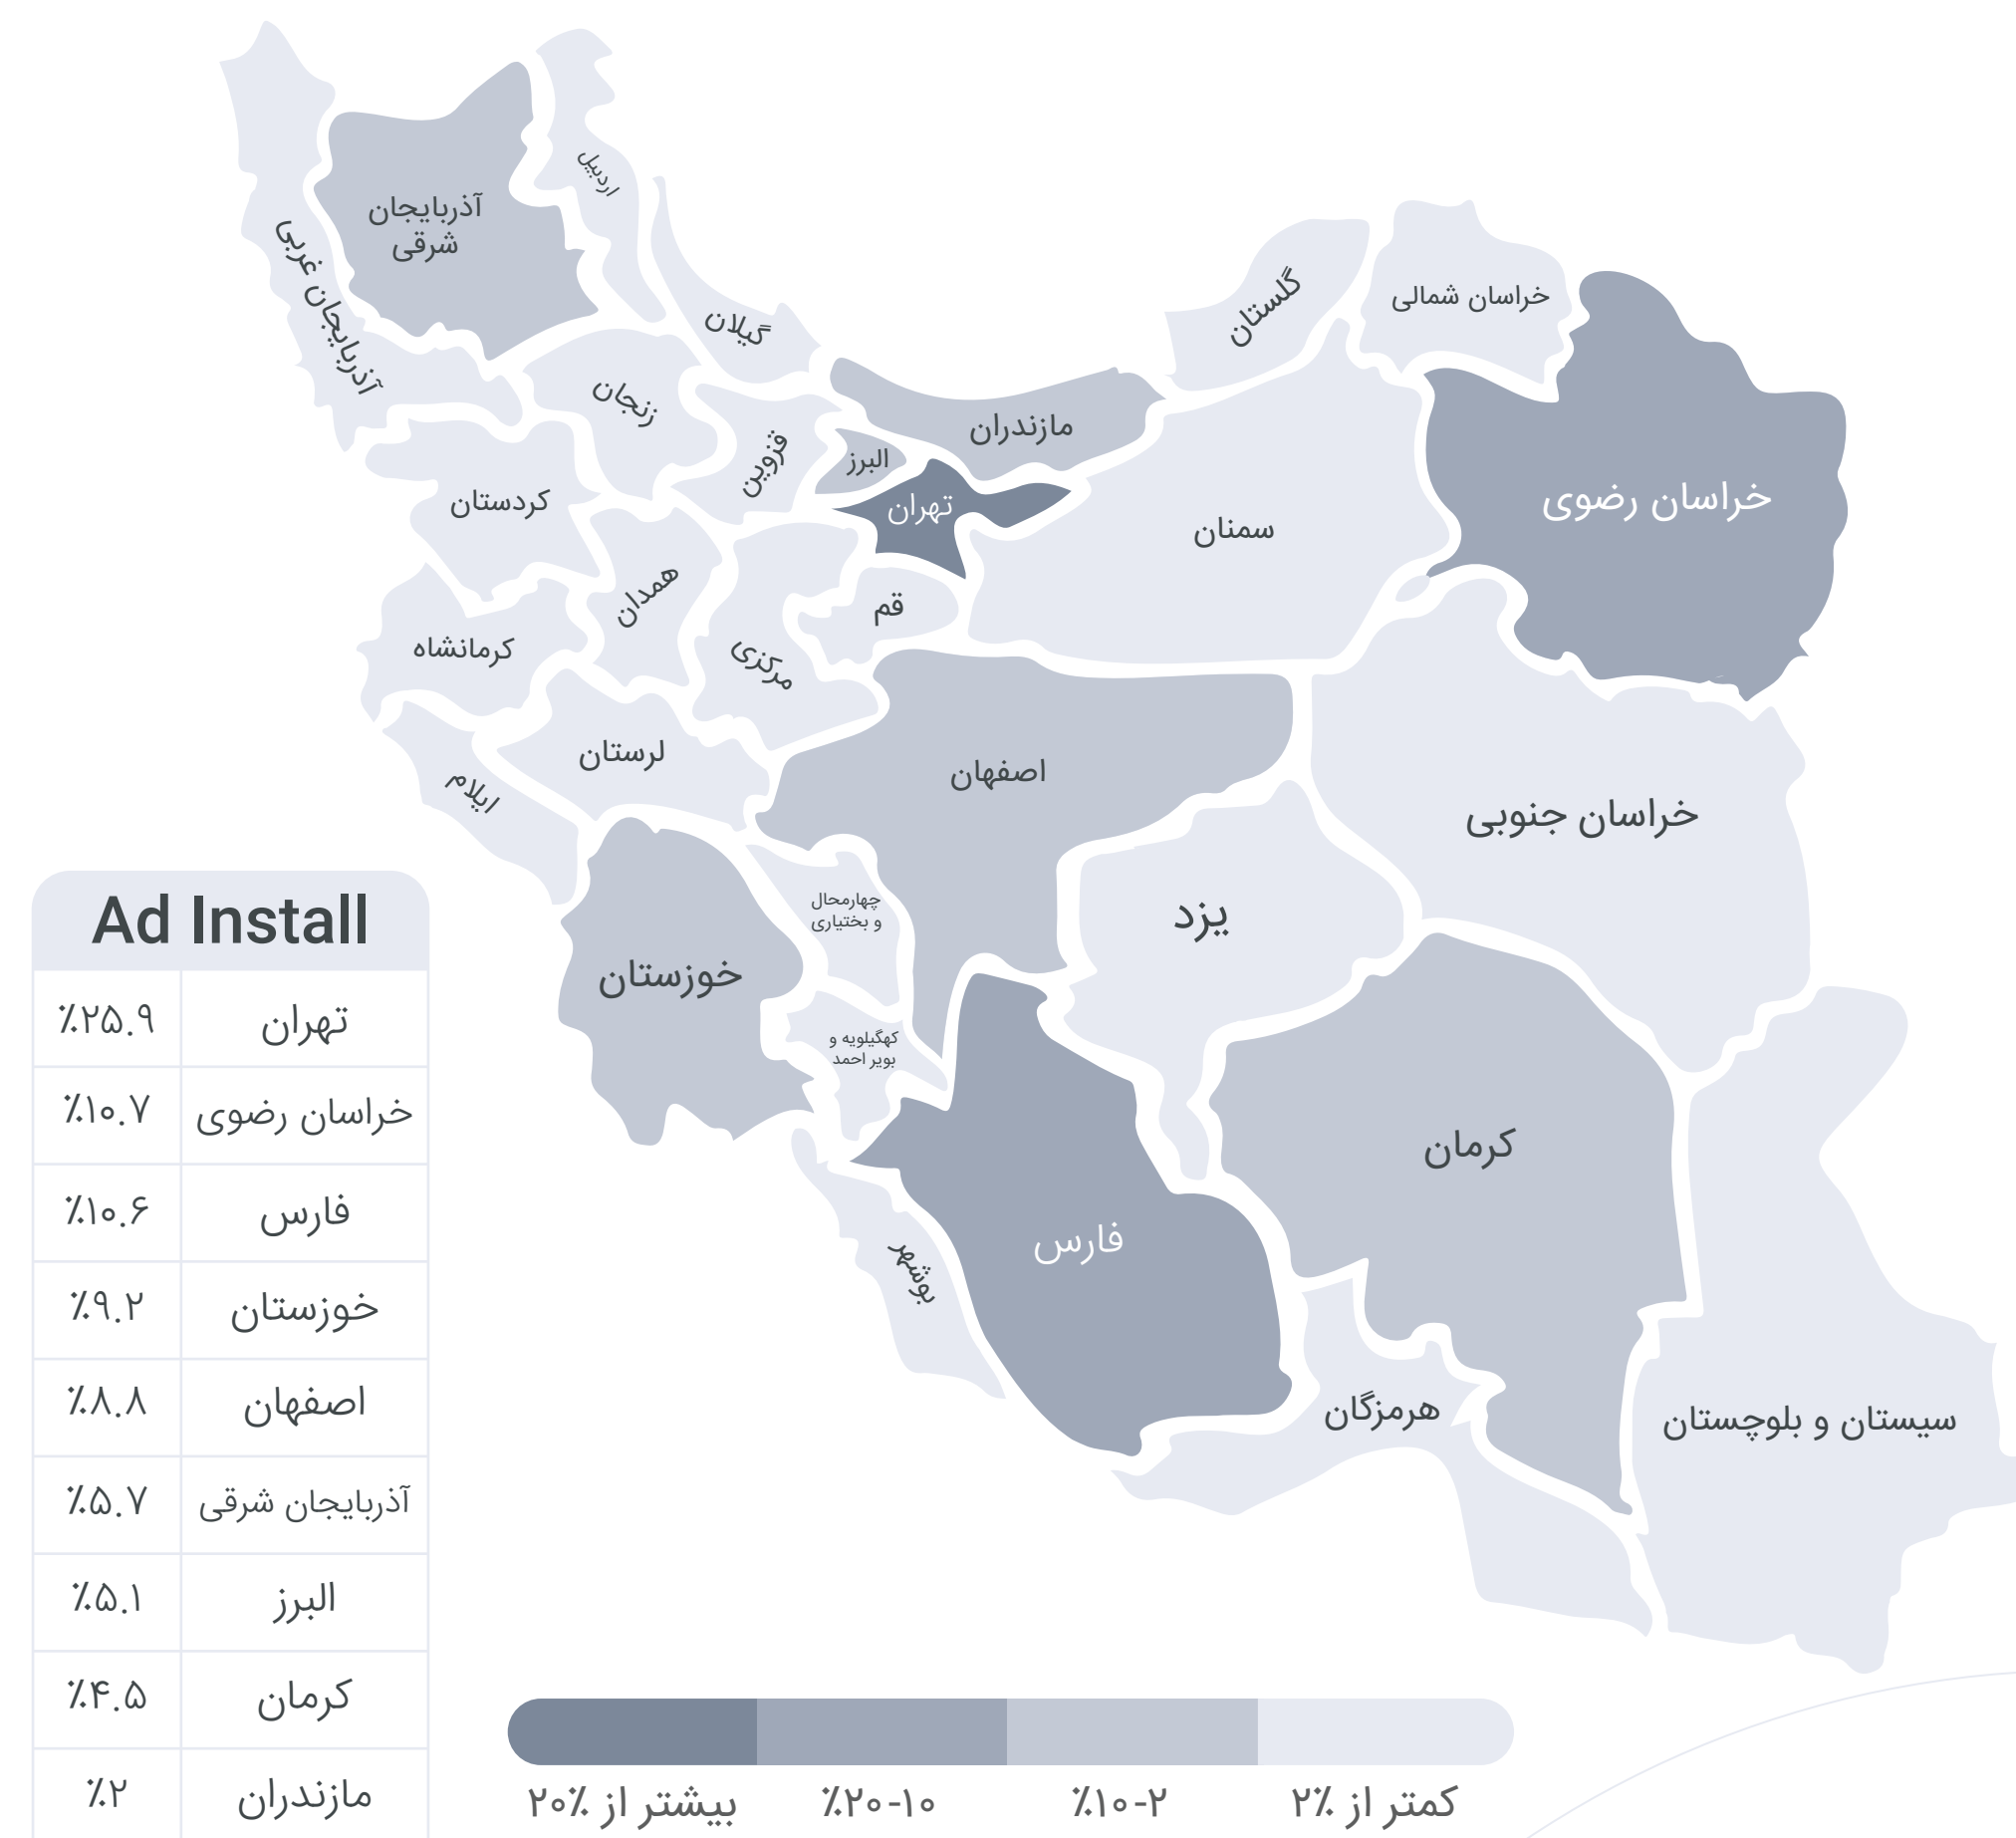 اردبیل
آذربایجان
شرقی
آذربایجان غربی
گیلان
گلستان
خراسان شمالی
زنجان
مازندران
قزوین
البرز
تهران
خراسان رضوی
کردستان
سمنان
همدان
قم
کرمانشاه
مرکزی
لرستان
اصفهان
ایلام
خراسان جنوبی
چهارمحال
و بختیاری
یزد
خوزستان
کهگیلویه و
بویر احمد
کرمان
فارس
بوشهر
هرمزگان
سیستان و بلوچستان
Ad Install
تهران ٪۲۵.۹
خراسان رضوی ٪۱۰.۷
فارس ٪۱۰.۶
خوزستان ٪۹.۲
اصفهان ٪۸.۸
آذربایجان شرقی ٪۵.۷
البرز ٪۵.۱
کرمان ٪۴.۵
مازندران ٪۲
بیشتر از ۲۰٪
٪۲۰-۱۰
٪۱۰-۲
کمتر از ۲٪